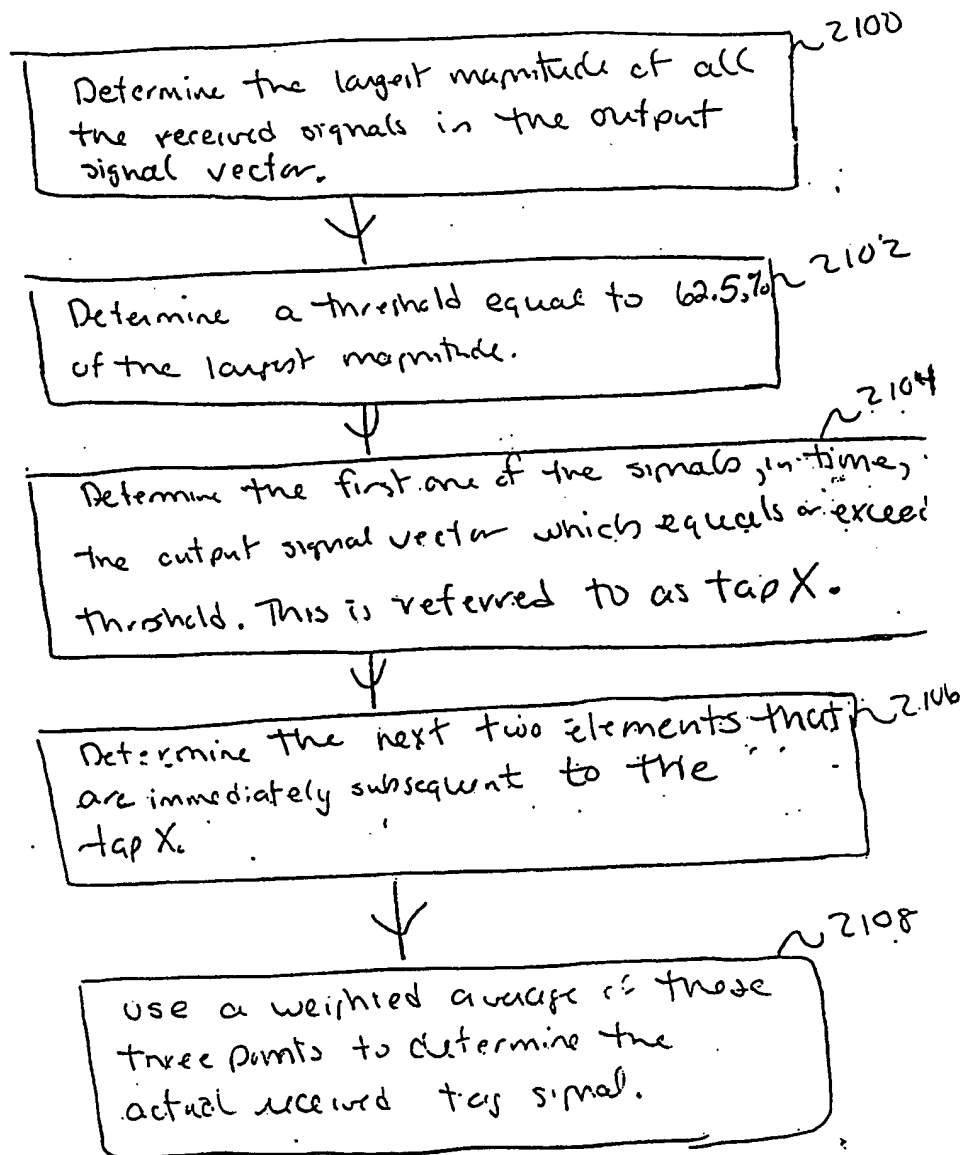 2100
Determine the largest magnitude of all
the received signals in the output
signal vector.
2102
Determine a threshold equal to 62.5%
of the largest magnitude.
2104
Determine the first one of the signals, in time,
the output signal vector which equals or exceed
threshold. This is referred to as tap X.
2106
Determine the next two elements that
are immediately subsequent to the
tap X.
2108
use a weighted average of these
three points to determine the
actual received tag signal.